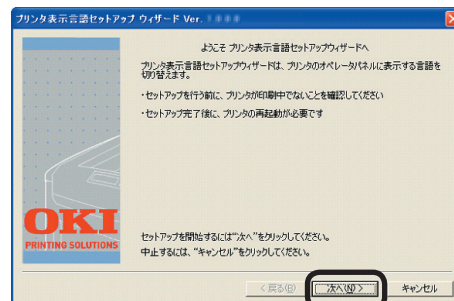 プリンタ表示言語セットアップ ウィザード Ver.
ようこそ プリンタ表示言語セットアップウィザードへ
プリンタ表示言語セットアップウィザードは、プリンタのオペレータパネルに表示する言語を
切り替えます。
・セットアップを行う前に、プリンタが印刷中でないことを確認してください
・セットアップ完了後に、プリンタの再起動が必要です
OKI
PRINTING SOLUTIONS
セットアップを開始するには"次へ"をクリックしてください。
中止するには、"キャンセル"をクリックしてください。
< 戻る(B) 次へ(N) > キャンセル